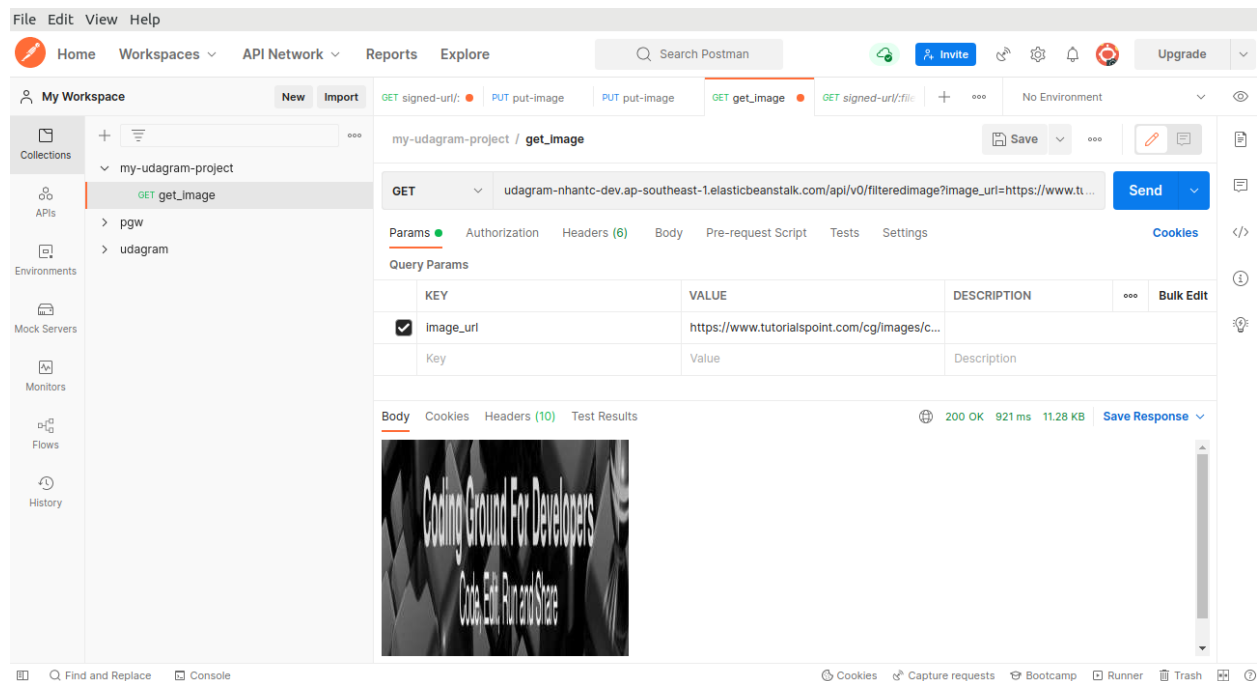 File Edit View Help
Home Workspaces API Network Reports Explore Search Postman Invite Upgrade
My Workspace New Import GET signed-url/: PUT put-image PUT put-image GET get_image GET signed-url/:file No Environment
Collections
APIs
Environments
Mock Servers
Monitors
Flows
History
my-udagram-project
GET get_image
pgw
udagram
my-udagram-project / get_image Save
GET udagram-nhantc-dev.ap-southeast-1.elasticbeanstalk.com/api/v0/filteredimage?image_url=https://www.tu... Send
Params Authorization Headers (6) Body Pre-request Script Tests Settings Cookies
Query Params
KEY VALUE DESCRIPTION Bulk Edit
image_url https://www.tutorialspoint.com/cg/images/c...
Key Value Description
Body Cookies Headers (10) Test Results 200 OK 921 ms 11.28 KB Save Response
Coding Ground For Developers
Code, Edit, Run and Share
Find and Replace Console Cookies Capture requests Bootcamp Runner Trash